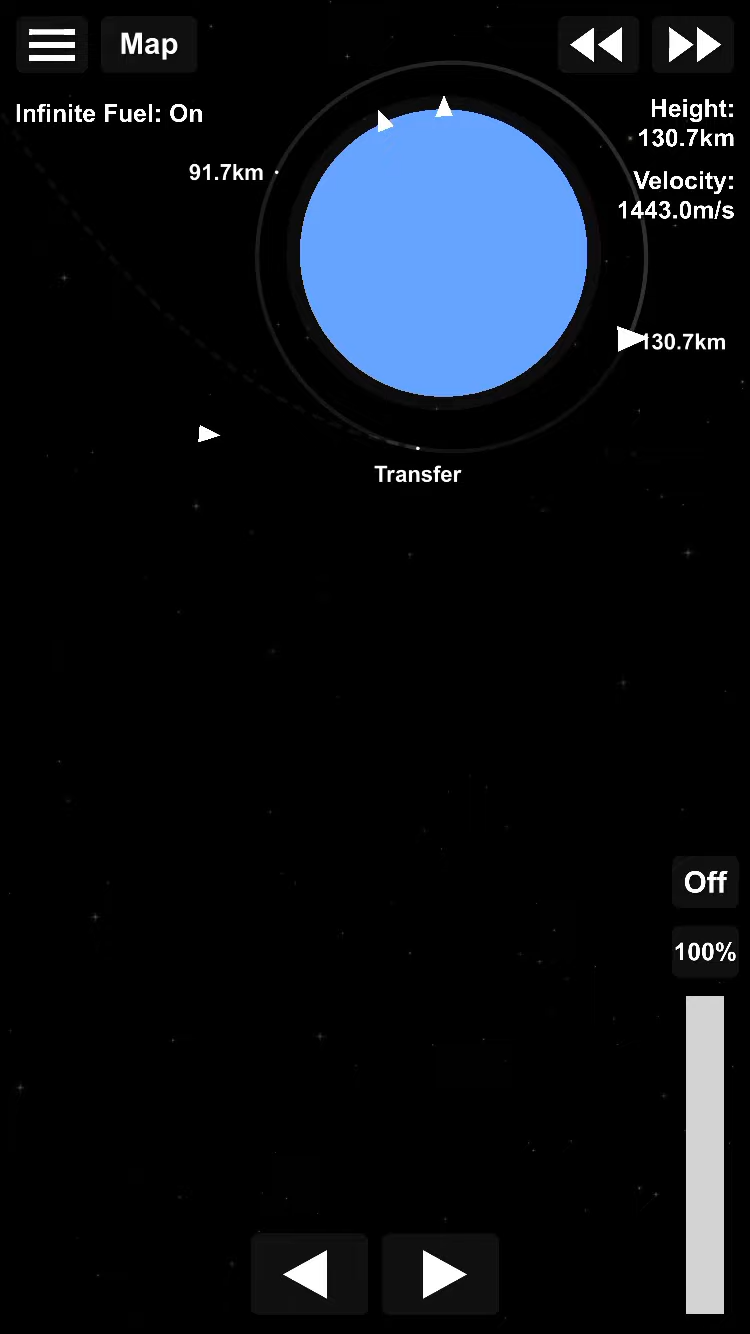 Map
Infinite Fuel: On
Height:
130.7km
Velocity:
1443.0m/s
91.7km
130.7km
Transfer
Off
100%